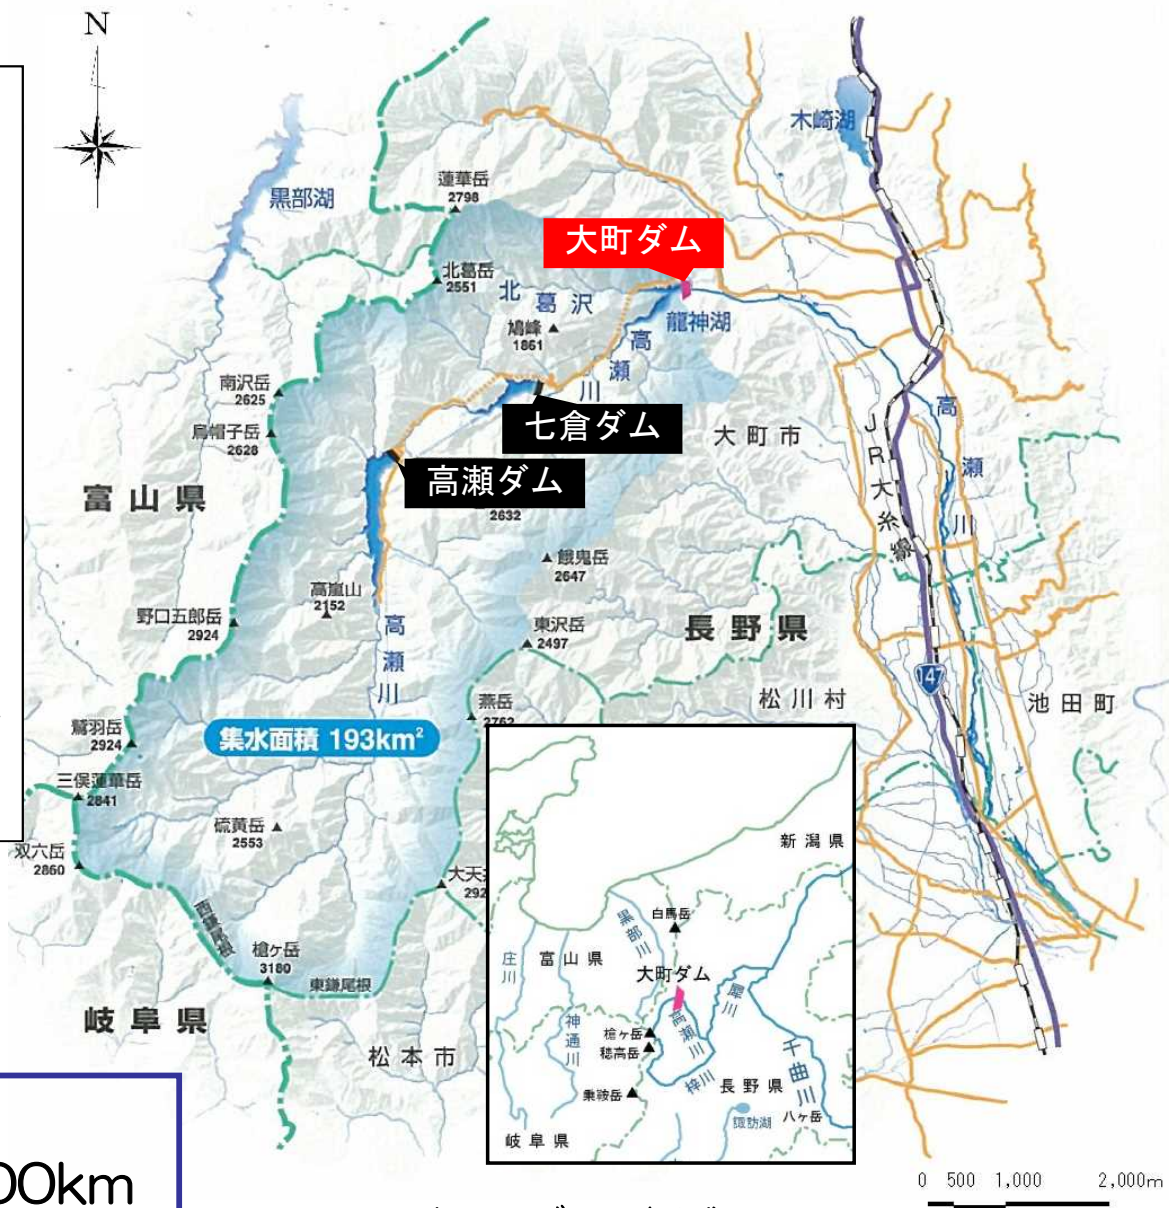 N
木崎湖
黒部湖
蓮華岳
2798
大町ダム
北葛岳
2551
北葛沢
鳩峰
1861
龍神湖
高瀬川
南沢岳
2625
烏帽子岳
2628
七倉ダム
大町市
高瀬川
JR大糸線
高瀬ダム
2632
富山県
餓鬼岳
2647
高嵐山
2152
野口五郎岳
2924
高瀬川
東沢岳
2497
長野県
147
燕岳
2762
松川村
池田町
鷲羽岳
2924
集水面積 193km²
三俣蓮華岳
2841
硫黄岳
2553
双六岳
2860
大天
292
西鎌尾根
槍ヶ岳
3180
東鎌尾根
岐阜県
松本市
新潟県
白馬岳
黒部川
庄川
富山県
大町ダム
犀川
神通川
高瀬川
槍ヶ岳
穂高岳
千曲川
梓川
長野県
乗鞍岳
諏訪湖
八ヶ岳
岐阜県
00km
0 500 1,000 2,000m